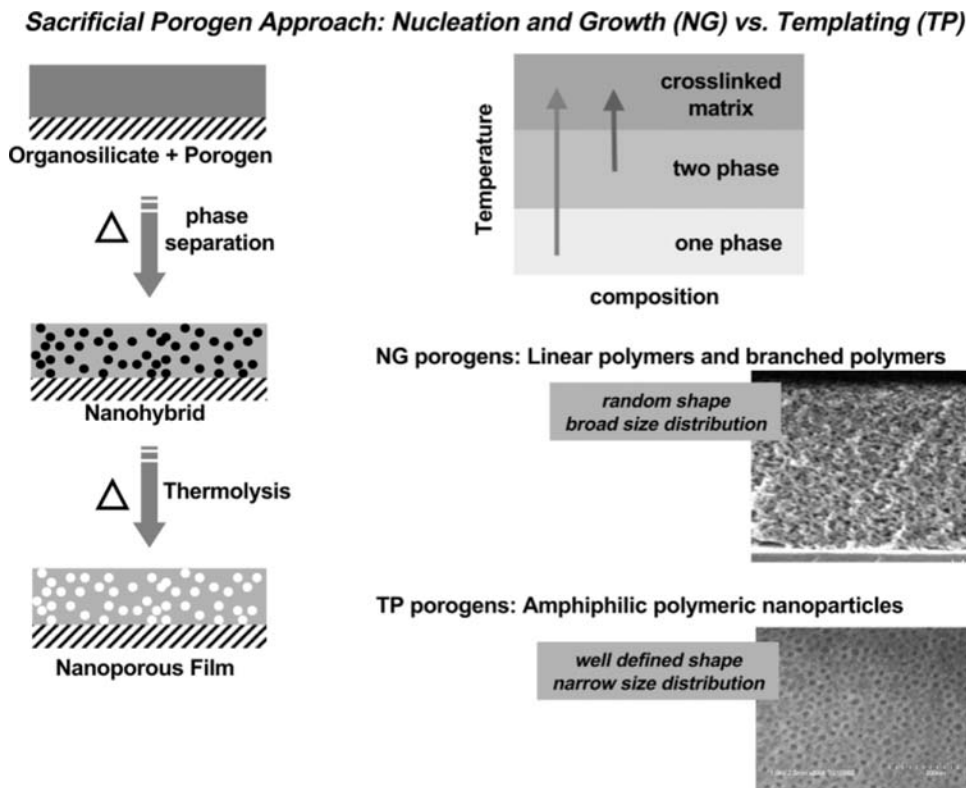 Sacrificial Porogen Approach: Nucleation and Growth (NG) vs. Templating (TP)
Organosilicate + Porogen
△
phase
separation
Nanohybrid
△
Thermolysis
Nanoporous Film
Temperature
crosslinked
matrix
two phase
one phase
composition
NG porogens: Linear polymers and branched polymers
random shape
broad size distribution
TP porogens: Amphiphilic polymeric nanoparticles
well defined shape
narrow size distribution